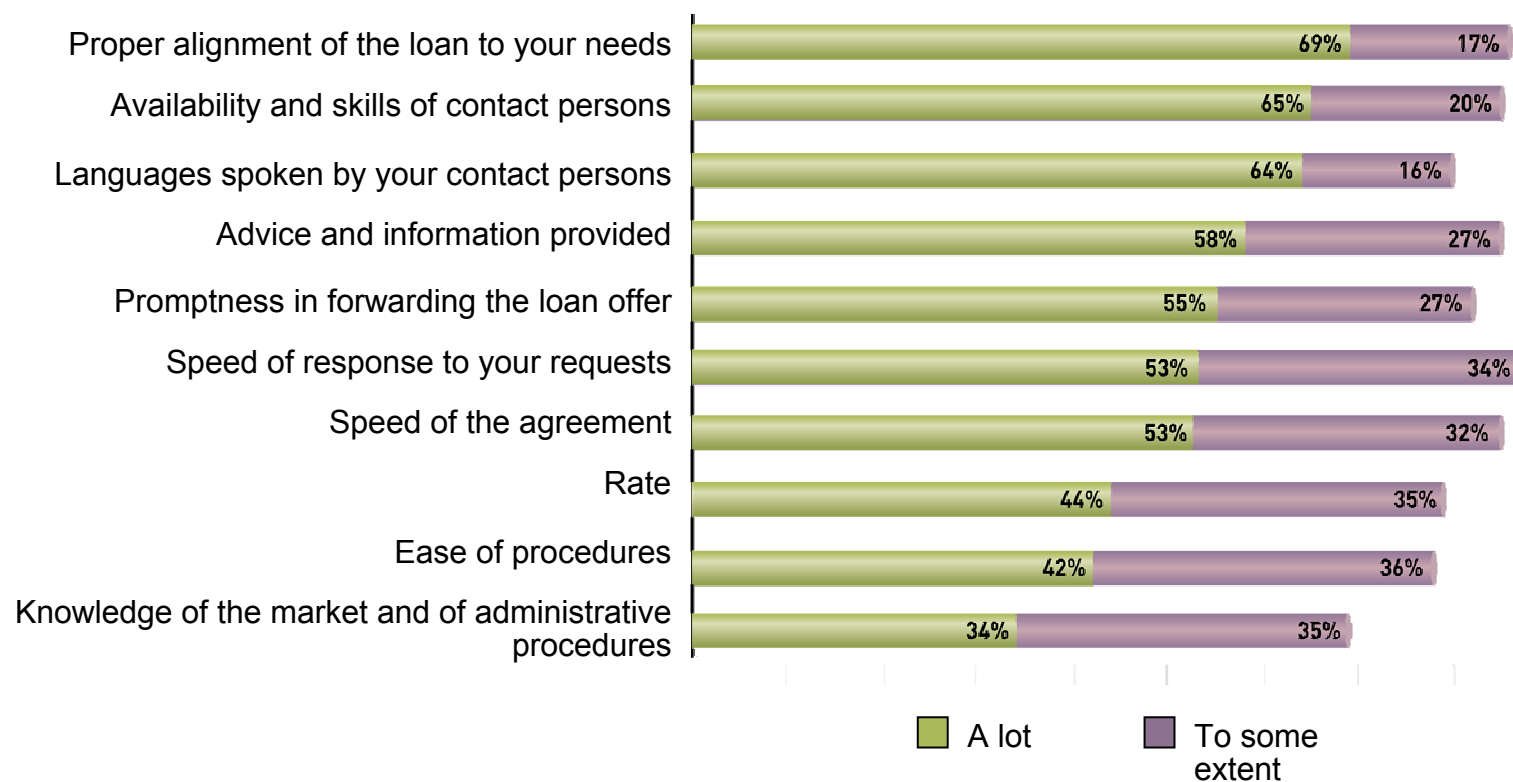 Proper alignment of the loan to your needs 69% 17%
Availability and skills of contact persons 65% 20%
Languages spoken by your contact persons 64% 16%
Advice and information provided 58% 27%
Promptness in forwarding the loan offer 55% 27%
Speed of response to your requests 53% 34%
Speed of the agreement 53% 32%
Rate 44% 35%
Ease of procedures 42% 36%
Knowledge of the market and of administrative
procedures 34% 35%
A lot To some
extent